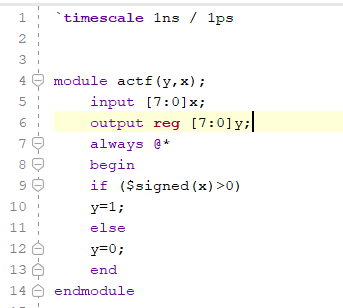 1 `timescale 1ns / 1ps
2
3
4 module actf(y,x);
5 input [7:0]x;
6 output reg [7:0]y;
7 always @*
8 begin
9 if ($signed(x)>0)
10 y=1;
11 else
12 y=0;
13 end
14 endmodule